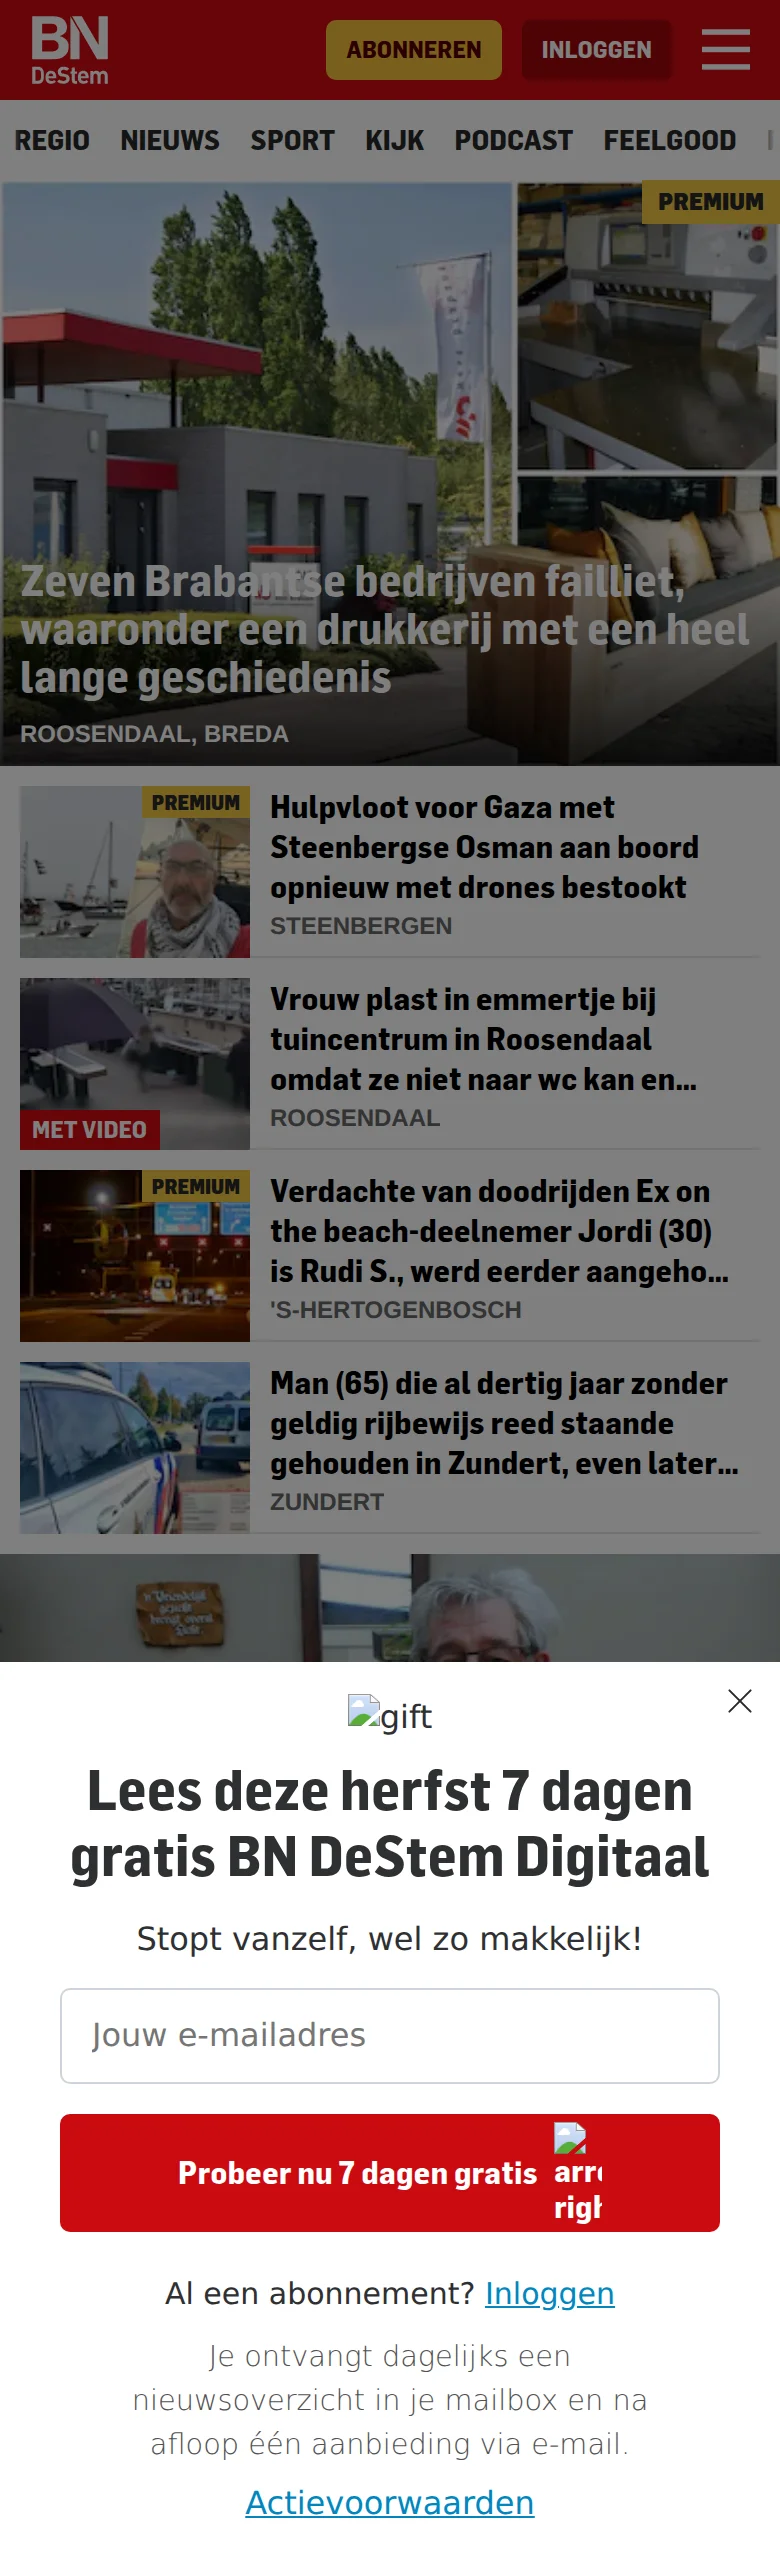 BN
DeStem
ABONNEREN
INLOGGEN
REGIO NIEUWS SPORT KIJK PODCAST FEELGOOD
PREMIUM
Zeven Brabantse bedrijven failliet,
waaronder een drukkerij met een heel
lange geschiedenis
ROOSENDAAL, BREDA
PREMIUM
Hulpvloot voor Gaza met
Steenbergse Osman aan boord
opnieuw met drones bestookt
STEENBERGEN
Vrouw plast in emmertje bij
tuincentrum in Roosendaal
omdat ze niet naar wc kan en...
MET VIDEO
ROOSENDAAL
PREMIUM
Verdachte van doodrijden Ex on
the beach-deelnemer Jordi (30)
is Rudi S., werd eerder aangeho...
'S-HERTOGENBOSCH
Man (65) die al dertig jaar zonder
geldig rijbewijs reed staande
gehouden in Zundert, even later...
ZUNDERT
gift
Lees deze herfst 7 dagen
gratis BN DeStem Digitaal
Stopt vanzelf, wel zo makkelijk!
Jouw e-mailadres
Probeer nu 7 dagen gratis
Al een abonnement? Inloggen
Je ontvangt dagelijks een
nieuwsoverzicht in je mailbox en na
afloop één aanbieding via e-mail.
Actievoorwaarden